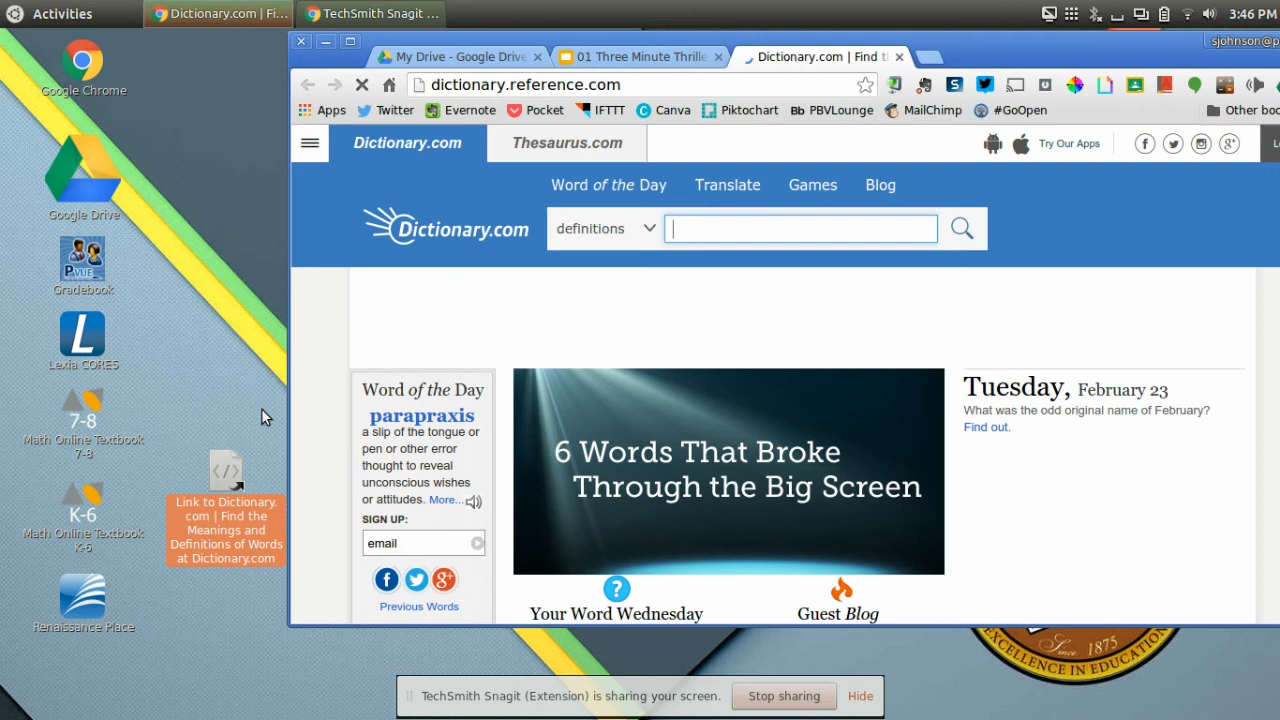 Activities
Dictionary.com | Fi...
TechSmith Snagit ...
3:46 PM
sjohnson@p
My Drive - Google Drive
01 Three Minute Thrille
Dictionary.com | Find t
dictionary.reference.com
Apps
Twitter
Evernote
Pocket
IFTTT
Canva
Piktochart
Bb PBVLounge
MailChimp
#GoOpen
Other boo
Dictionary.com
Thesaurus.com
Try Our Apps
Word of the Day
Translate
Games
Blog
Dictionary.com
definitions
Word of the Day
parapraxis
a slip of the tongue or
pen or other error
thought to reveal
unconscious wishes
or attitudes. More...
SIGN UP:
email
Previous Words
6 Words That Broke
Through the Big Screen
Your Word Wednesday
Guest Blog
Tuesday, February 23
What was the odd original name of February?
Find out.
Google Chrome
Google Drive
PVUE
Gradebook
L
Lexia CORE5
7-8
Math Online Textbook
7-8
K-6
Math Online Textbook
K-6
Renaissance Place
Link to Dictionary.
com | Find the
Meanings and
Definitions of Words
at Dictionary.com
Since 1875
EXCELLENCE IN EDUCATION
TechSmith Snagit (Extension) is sharing your screen.
Stop sharing
Hide